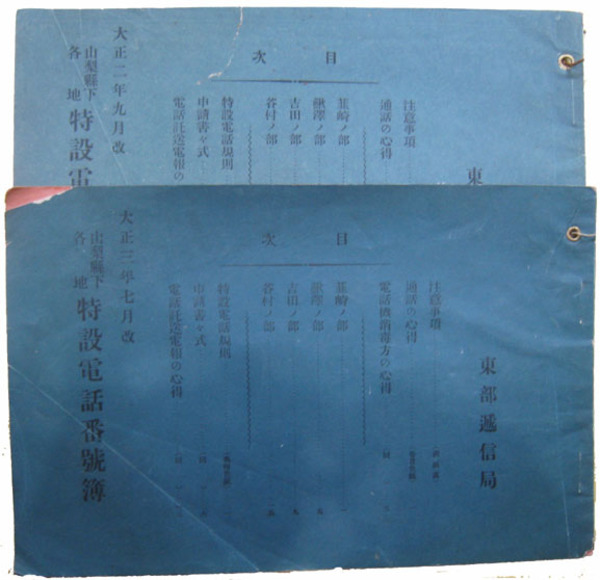 大正二年九月改
山梨縣下
各地
特設電
目次
注意事項
通話の心得
韮崎ノ部
鰍澤ノ部
吉田ノ部
谷村ノ部
特設電話規則
申請書々式
電話託送電報の
東
大正三年七月改
山梨縣下
各地
特設電話番號簿
目次
注意事項
通話の心得
電話機消毒方の心得
韮崎ノ部
鰍澤ノ部
吉田ノ部
谷村ノ部
特設電話規則
申請書々式
電話託送電報の心得
東部遞信局